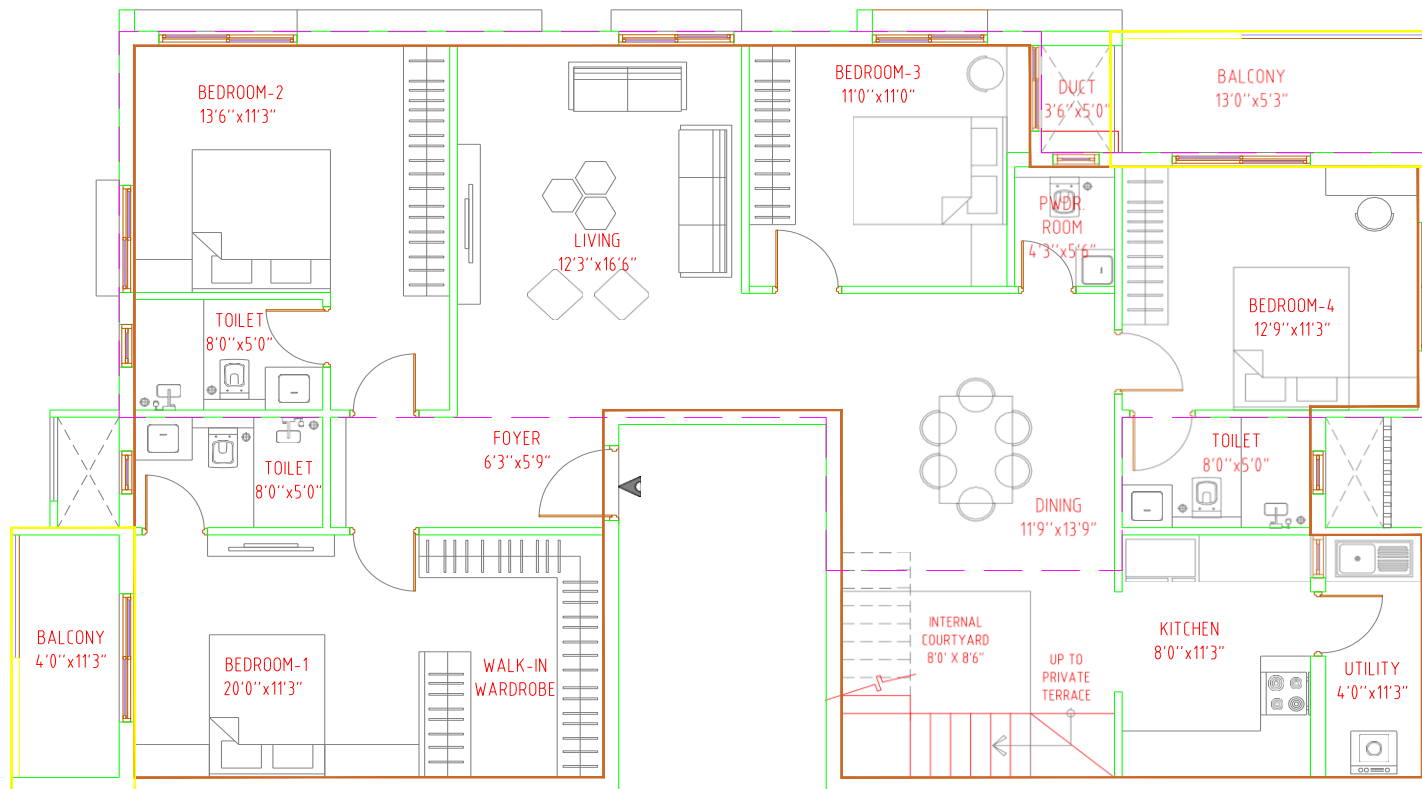 BEDROOM-2
13'6''x11'3''
BEDROOM-3
11'0''x11'0''
DUCT
3'6''x5'0''
BALCONY
13'0''x5'3''
PWDR.
ROOM
4'3''x5'6''
LIVING
12'3''x16'6''
TOILET
8'0''x5'0''
BEDROOM-4
12'9''x11'3''
FOYER
6'3''x5'9''
TOILET
8'0''x5'0''
TOILET
8'0''x5'0''
DINING
11'9''x13'9''
BALCONY
4'0''x11'3''
BEDROOM-1
20'0''x11'3''
WALK-IN
WARDROBE
INTERNAL
COURTYARD
8'0' X 8'6"
UP TO
PRIVATE
TERRACE
KITCHEN
8'0''x11'3''
UTILITY
4'0''x11'3''